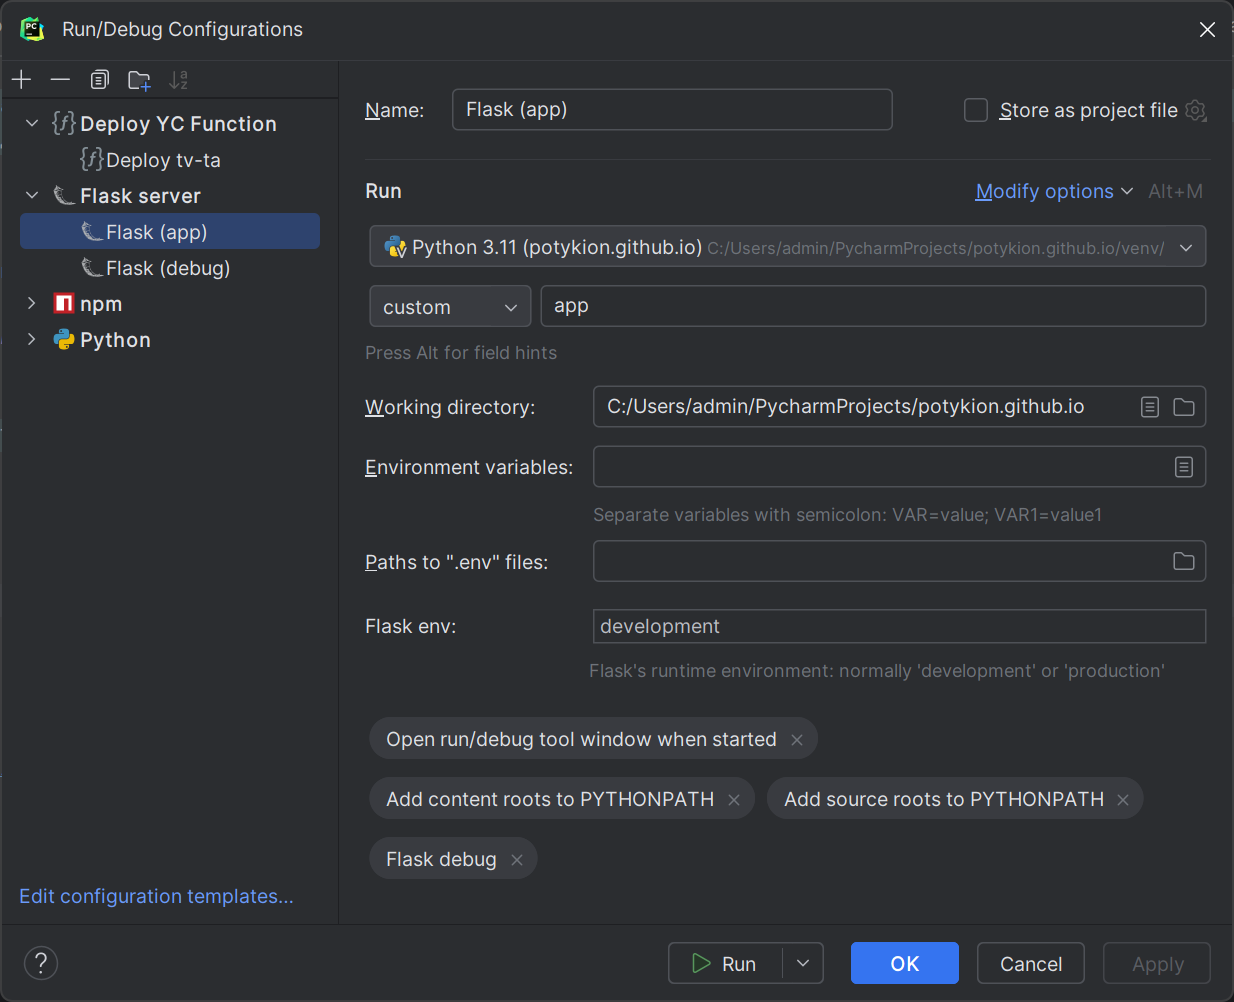 Run/Debug Configurations
Deploy YC Function
Deploy tv-ta
Flask server
Flask (app)
Flask (debug)
npm
Python
Edit configuration templates...
Name: Flask (app) Store as project file
Run Modify options Alt+M
Python 3.11 (potykion.github.io) C:/Users/admin/PycharmProjects/potykion.github.io/venv/
custom app
Press Alt for field hints
Working directory: C:/Users/admin/PycharmProjects/potykion.github.io
Environment variables:
Separate variables with semicolon: VAR=value; VAR1=value1
Paths to ".env" files:
Flask env: development
Flask's runtime environment: normally 'development' or 'production'
Open run/debug tool window when started
Add content roots to PYTHONPATH Add source roots to PYTHONPATH
Flask debug
? Run OK Cancel Apply